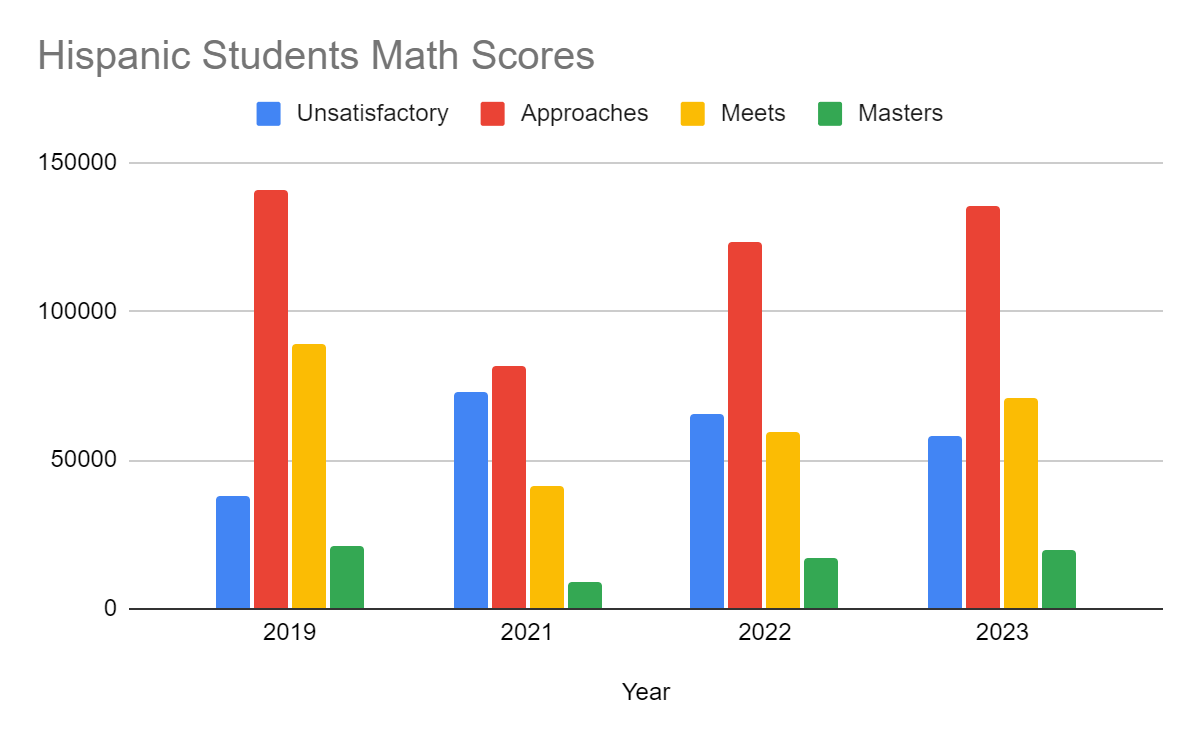 Hispanic Students Math Scores
Unsatisfactory Approaches Meets Masters
150000
100000
50000
0
2019 2021 2022 2023
Year